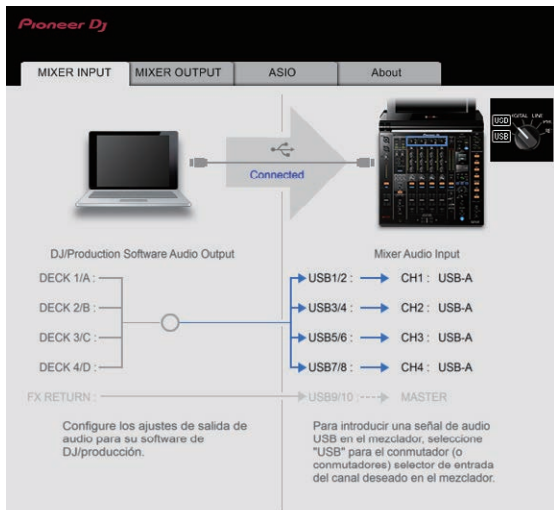 Pioneer Dj
MIXER INPUT
MIXER OUTPUT
ASIO
About
DIGITAL LINE
USB
Connected
DJ/Production Software Audio Output
Mixer Audio Input
DECK 1/A :
USB1/2 :
CH1 : USB-A
DECK 2/B :
USB3/4 :
CH2 : USB-A
DECK 3/C :
USB5/6 :
CH3 : USB-A
DECK 4/D :
USB7/8 :
CH4 : USB-A
FX RETURN :
USB9/10 :
MASTER
Configure los ajustes de salida de
audio para su software de
DJ/producción.
Para introducir una señal de audio
USB en el mezclador, seleccione
"USB" para el conmutador (o
conmutadores) selector de entrada
del canal deseado en el mezclador.